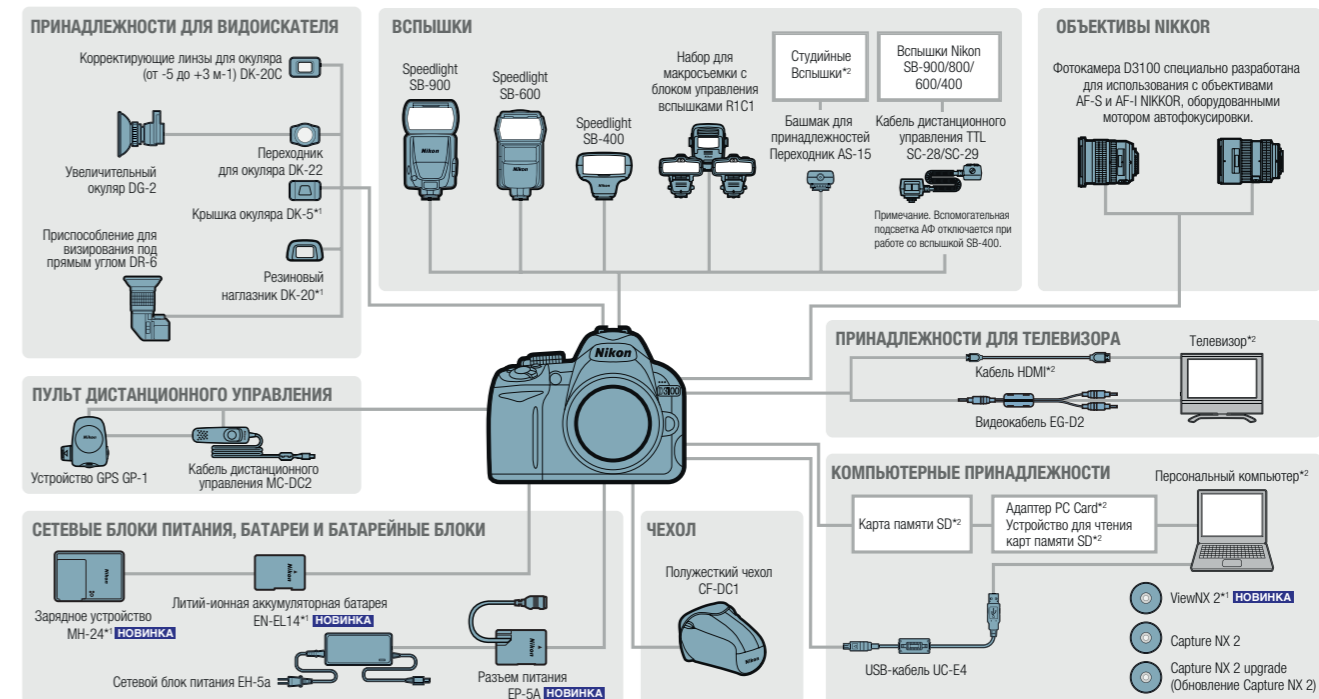 ПРИНАДЛЕЖНОСТИ ДЛЯ ВИДОИСКАТЕЛЯ
Корректирующие линзы для окуляра
(от -5 до +3 м-1) DK-20C
Увеличительный
окуляр DG-2
Переходник
для окуляра DK-22
Крышка окуляра DK-5*1
Приспособление для
визирования под
прямым углом DR-6
Резиновый
наглазник DK-20*1
ВСПЫШКИ
Speedlight
SB-900
Speedlight
SB-600
Speedlight
SB-400
Набор для
макросъемки с
блоком управления
вспышками R1C1
Студийные
Вспышки*2
Башмак для
принадлежностей
Переходник AS-15
Вспышки Nikon
SB-900/800/
600/400
Кабель дистанционного
управления TTL
SC-28/SC-29
Примечание. Вспомогательная
подсветка АФ отключается при
работе со вспышкой SB-400.
ОБЪЕКТИВЫ NIKKOR
Фотокамера D3100 специально разработана
для использования с объективами
AF-S и AF-I NIKKOR, оборудованными
мотором автофокусировки.
Nikon
ПРИНАДЛЕЖНОСТИ ДЛЯ ТЕЛЕВИЗОРА
Телевизор*2
Кабель HDMI*2
Видеокабель EG-D2
ПУЛЬТ ДИСТАНЦИОННОГО УПРАВЛЕНИЯ
Устройство GPS GP-1
Кабель дистанционного
управления MC-DC2
КОМПЬЮТЕРНЫЕ ПРИНАДЛЕЖНОСТИ
Персональный компьютер*2
Карта памяти SD*2
Адаптер PC Card*2
Устройство для чтения
карт памяти SD*2
USB-кабель UC-E4
ViewNX 2*1 НОВИНКА
Capture NX 2
Capture NX 2 upgrade
(Обновление Capture NX 2)
СЕТЕВЫЕ БЛОКИ ПИТАНИЯ, БАТАРЕИ И БАТАРЕЙНЫЕ БЛОКИ
Зарядное устройство
MH-24*1 НОВИНКА
Литий-ионная аккумуляторная батарея
EN-EL14*1 НОВИНКА
Сетевой блок питания EH-5a
Разъем питания
EP-5A НОВИНКА
ЧЕХОЛ
Полужесткий чехол
CF-DC1